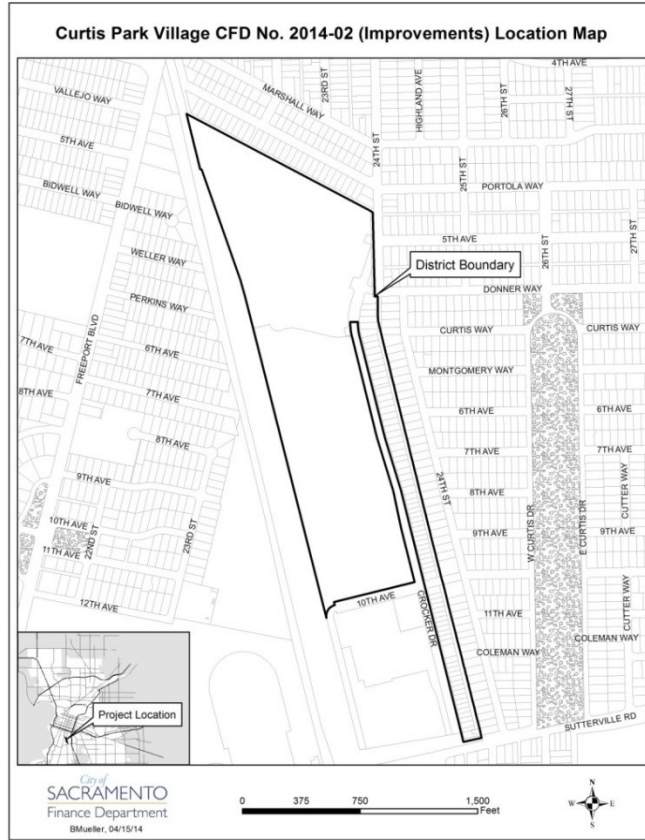 Curtis Park Village CFD No. 2014-02 (Improvements) Location Map
4TH AVE
VALLEJO WAY
MARSHALL WAY
23RD ST
HIGHLAND AVE
26TH ST
27TH ST
5TH AVE
24TH ST
25TH ST
BIDWELL WAY
BIDWELL WAY
PORTOLA WAY
5TH AVE
26TH ST
27TH ST
WELLER WAY
District Boundary
DONNER WAY
PERKINS WAY
FREEPORT BLVD
CURTIS WAY
CURTIS WAY
7TH AVE
6TH AVE
MONTGOMERY WAY
8TH AVE
7TH AVE
6TH AVE
6TH AVE
8TH AVE
7TH AVE
7TH AVE
24TH ST
9TH AVE
8TH AVE
CUTTER WAY
10TH AVE
22ND ST
23RD ST
9TH AVE
W CURTIS DR
E CURTIS DR
9TH AVE
11TH AVE
12TH AVE
10TH AVE
CROCKER DR
11TH AVE
CUTTER WAY
COLEMAN WAY
COLEMAN WAY
SUTTERVILLE RD
Project Location
City of
SACRAMENTO
Finance Department
BMueller, 04/15/14
0 375 750 1,500
Feet
N
W E
S